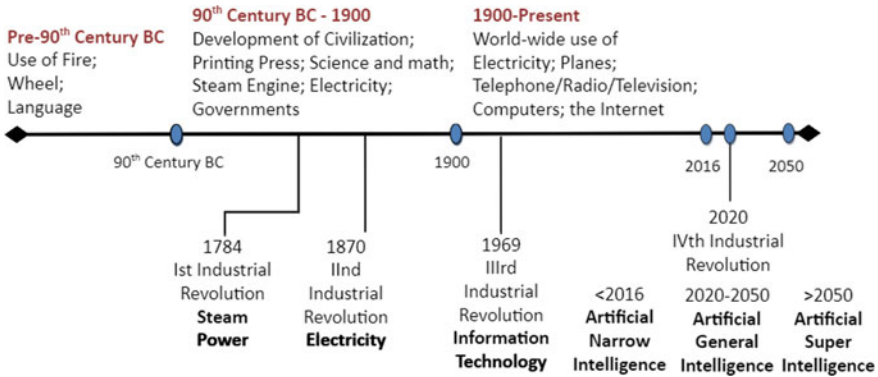 Pre-90th Century BC
Use of Fire;
Wheel;
Language
90th Century BC - 1900
Development of Civilization;
Printing Press; Science and math;
Steam Engine; Electricity;
Governments
1900-Present
World-wide use of
Electricity; Planes;
Telephone/Radio/Television;
Computers; the Internet
90th Century BC
1900
2016
2050
1784
Ist Industrial
Revolution
Steam
Power
1870
IInd
Industrial
Revolution
Electricity
1969
IIIrd
Industrial
Revolution
Information
Technology
<2016
Artificial
Narrow
Intelligence
2020
IVth Industrial
Revolution
2020-2050
Artificial
General
Intelligence
>2050
Artificial
Super
Intelligence